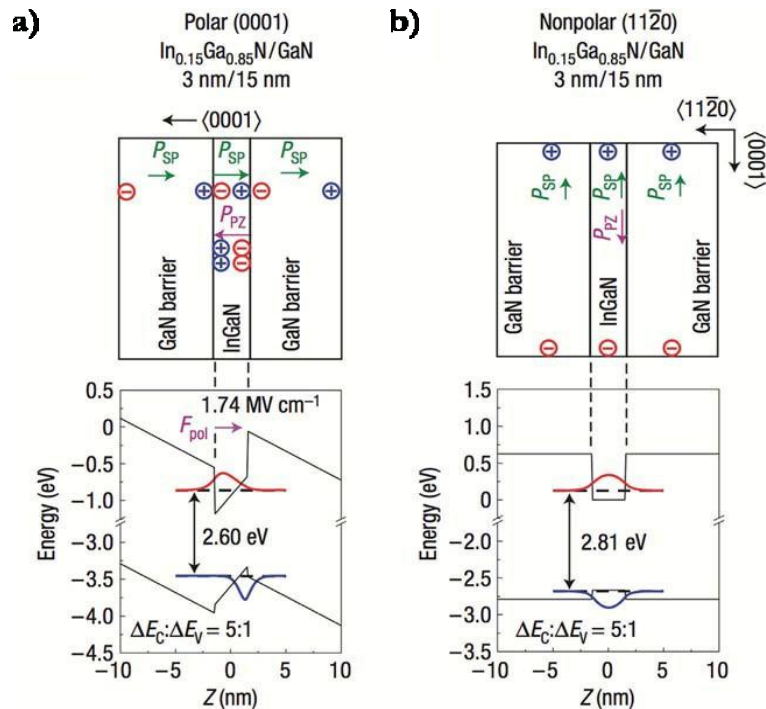 a)
Polar (0001)
In0.15Ga0.85N/GaN
3 nm/15 nm
⟨0001⟩
PSP PSP PSP
− + − + − +
PPZ
+ −
+ −
GaN barrier InGaN GaN barrier
0.5
0
−0.5
−1.0
−3.0
−3.5
−4.0
−4.5
Energy (eV)
1.74 MV cm−1
Fpol
2.60 eV
ΔEC:ΔEV = 5:1
−10 −5 0 5 10
Z (nm)
b)
Nonpolar (112̅0)
In0.15Ga0.85N/GaN
3 nm/15 nm
⟨112̅0⟩
⟨0001⟩
+ + +
PSP PSP PSP
PPZ
GaN barrier InGaN GaN barrier
− − −
1.5
1.0
0.5
0
−2.0
−2.5
−3.0
−3.5
Energy (eV)
2.81 eV
ΔEC:ΔEV = 5:1
−10 −5 0 5 10
Z (nm)